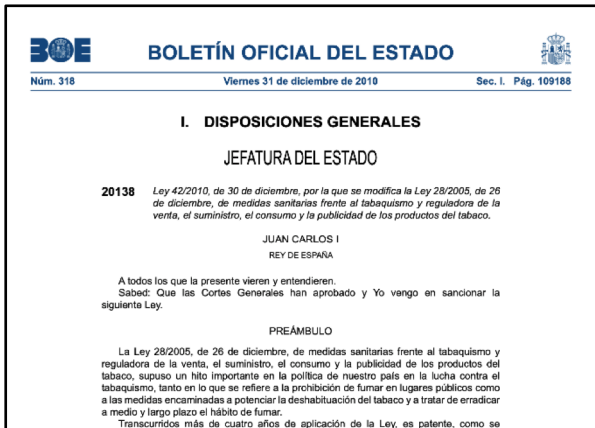 BOE
BOLETÍN OFICIAL DEL ESTADO
Núm. 318 Viernes 31 de diciembre de 2010 Sec. I. Pág. 109188
I. DISPOSICIONES GENERALES
JEFATURA DEL ESTADO
20138 Ley 42/2010, de 30 de diciembre, por la que se modifica la Ley 28/2005, de 26
de diciembre, de medidas sanitarias frente al tabaquismo y reguladora de la
venta, el suministro, el consumo y la publicidad de los productos del tabaco.
JUAN CARLOS I
REY DE ESPAÑA
A todos los que la presente vieren y entendieren.
Sabed: Que las Cortes Generales han aprobado y Yo vengo en sancionar la
siguiente Ley.
PREÁMBULO
La Ley 28/2005, de 26 de diciembre, de medidas sanitarias frente al tabaquismo y
reguladora de la venta, el suministro, el consumo y la publicidad de los productos del
tabaco, supuso un hito importante en la política de nuestro país en la lucha contra el
tabaquismo, tanto en lo que se refiere a la prohibición de fumar en lugares públicos como
a las medidas encaminadas a potenciar la deshabituación del tabaco y a tratar de erradicar
a medio y largo plazo el hábito de fumar.
Transcurridos más de cuatro años de aplicación de la Ley, es patente, como se